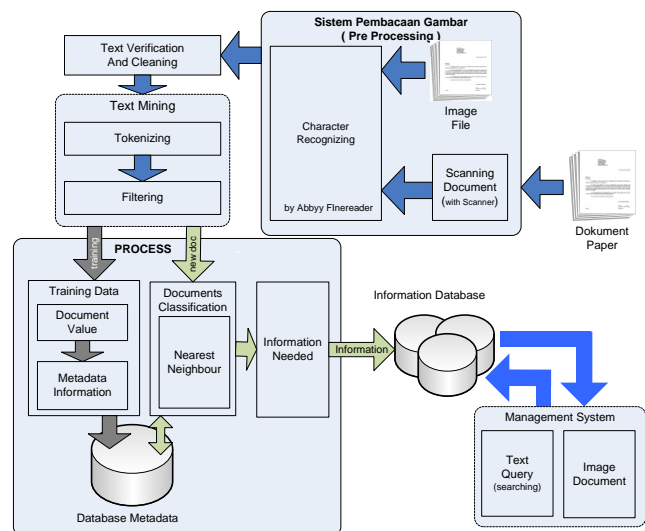 Sistem Pembacaan Gambar
( Pre Processing )
Text Verification
And Cleaning
Text Mining
Tokenizing
Filtering
Character
Recognizing
by Abbyy FInereader
Image
File
Scanning
Document
(with Scanner)
Dokument
Paper
training
new doc
PROCESS
Training Data
Document
Value
Metadata
Information
Documents
Classification
Nearest
Neighbour
Information
Needed
Information
Information Database
Database Metadata
Management System
Text
Query
(searching)
Image
Document